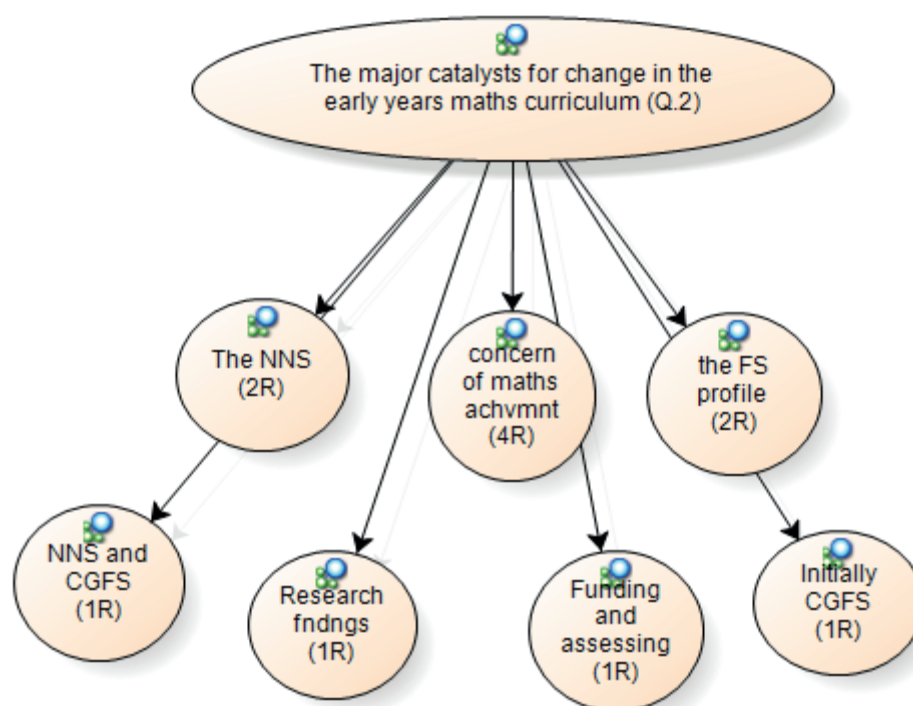 The major catalysts for change in the
early years maths curriculum (Q.2)
The NNS
(2R)
concern
of maths
achvmnt
(4R)
the FS
profile
(2R)
NNS and
CGFS
(1R)
Research
fndngs
(1R)
Funding
and
assessing
(1R)
Initially
CGFS
(1R)